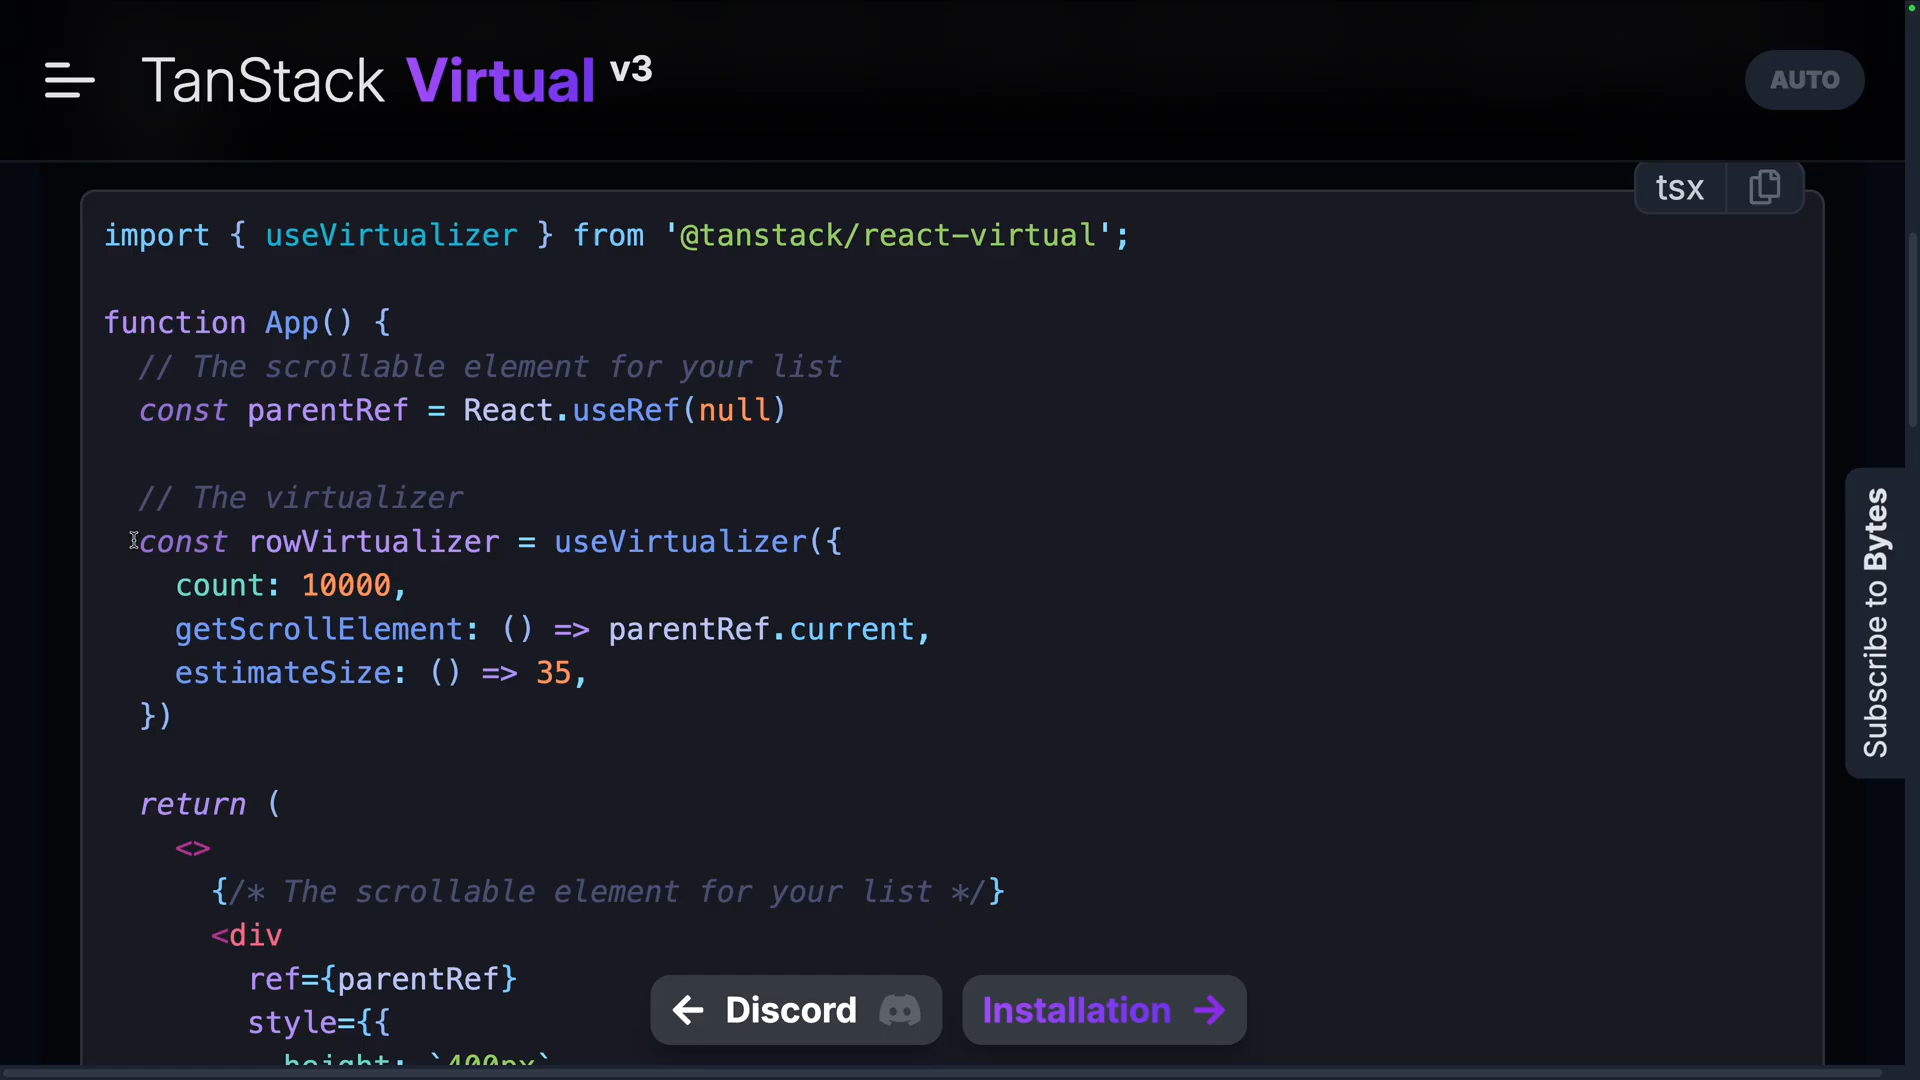 TanStack Virtual v3
AUTO
tsx
import { useVirtualizer } from '@tanstack/react-virtual';
function App() {
// The scrollable element for your list
const parentRef = React.useRef(null)
// The virtualizer
const rowVirtualizer = useVirtualizer({
count: 10000,
getScrollElement: () => parentRef.current,
estimateSize: () => 35,
})
return (
<>
{/* The scrollable element for your list */}
<div
ref={parentRef}
style={{
height: `400px`
← Discord
Installation →
Subscribe to Bytes